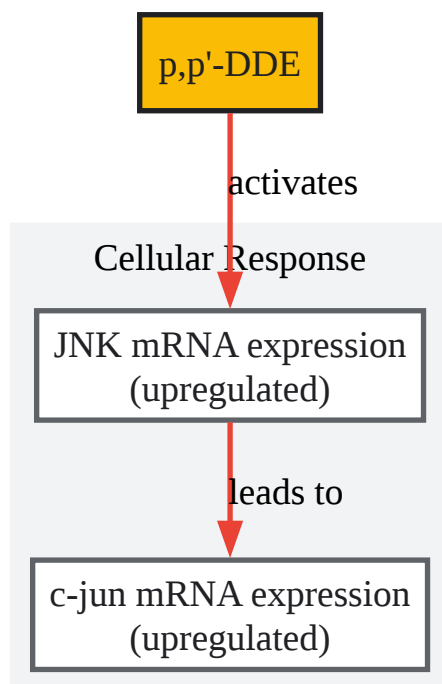 p,p'-DDE
activates
Cellular Response
JNK mRNA expression
(upregulated)
leads to
c-jun mRNA expression
(upregulated)